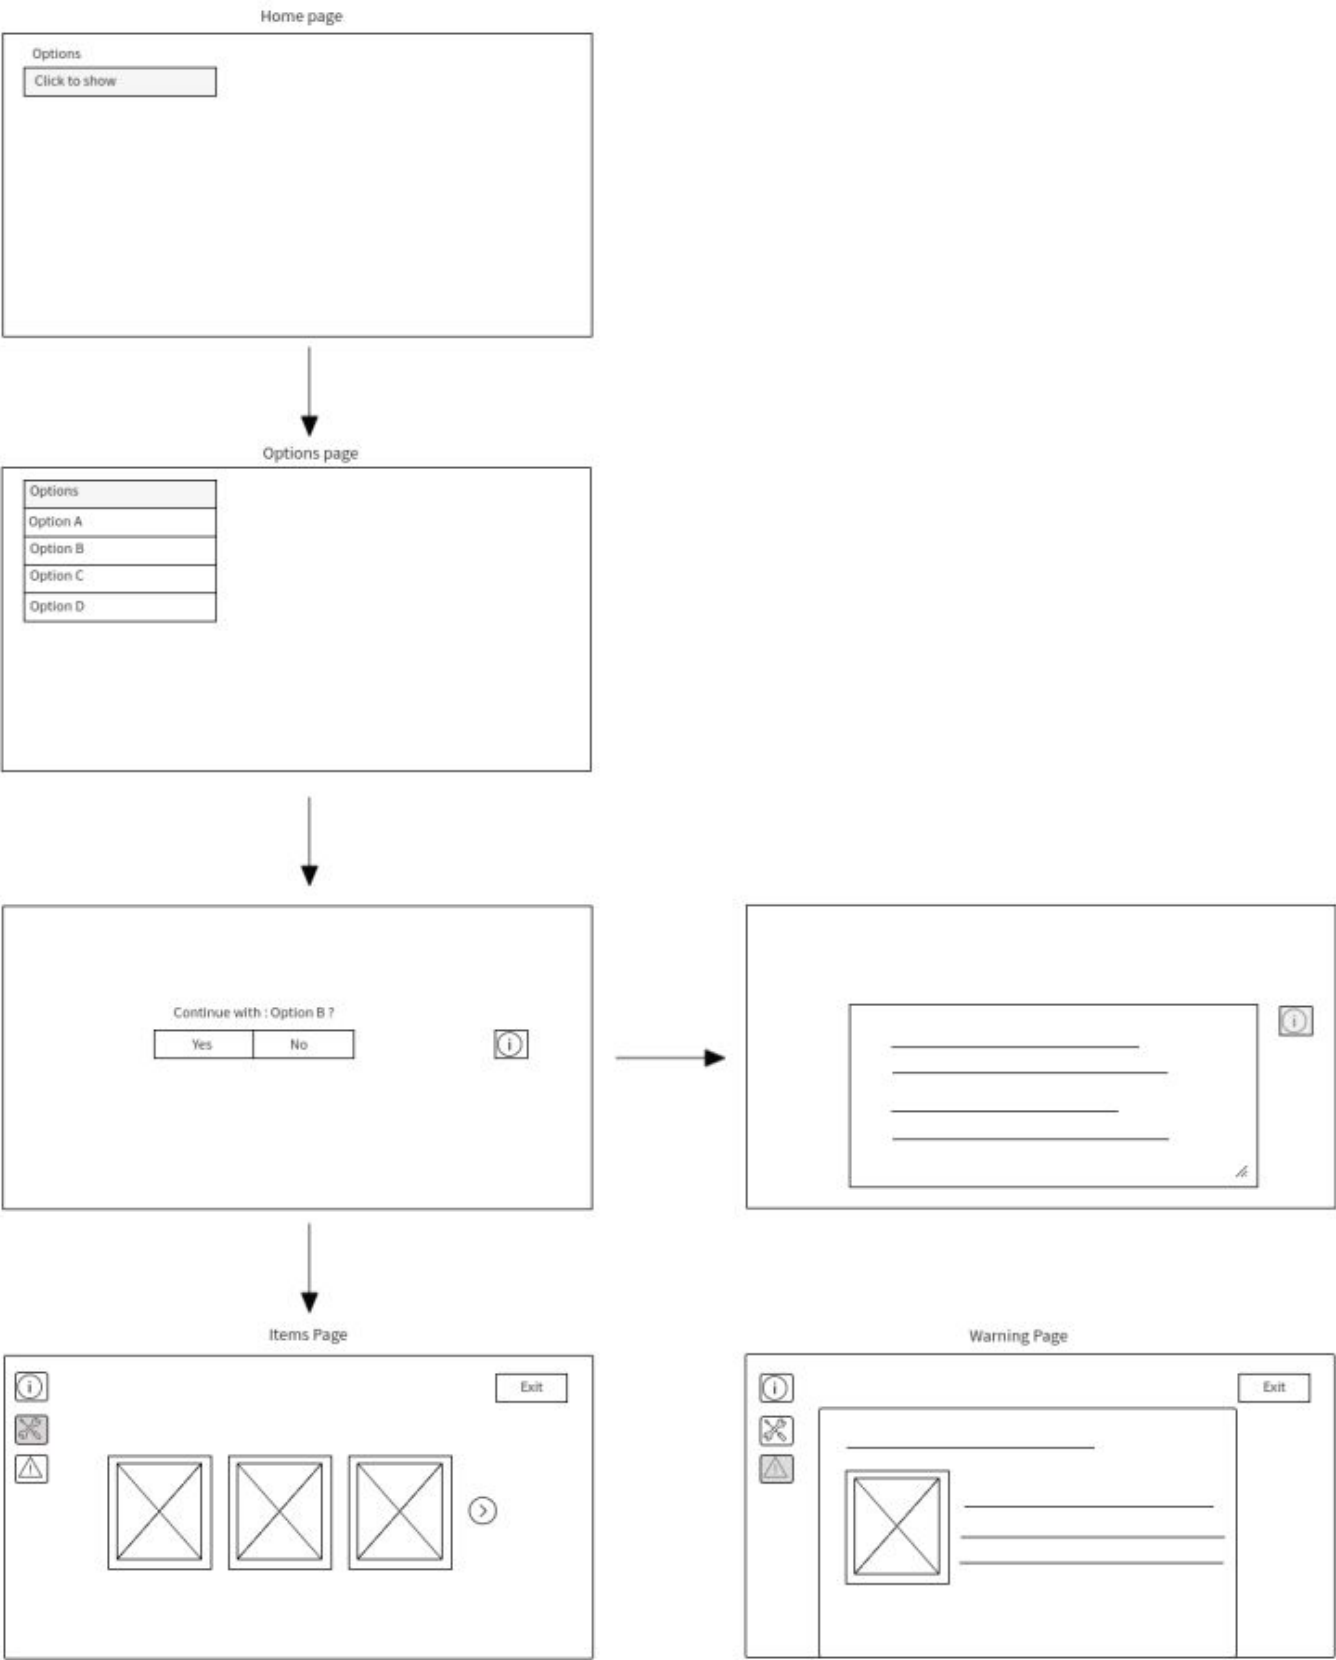 Home page
Options
Click to show
Options page
Options
Option A
Option B
Option C
Option D
Continue with : Option B ?
Yes No
Items Page
Exit
Warning Page
Exit